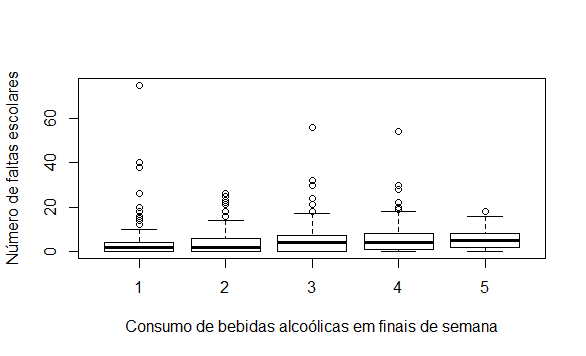 Número de faltas escolares
60
40
20
0
1 2 3 4 5
Consumo de bebidas alcoólicas em finais de semana